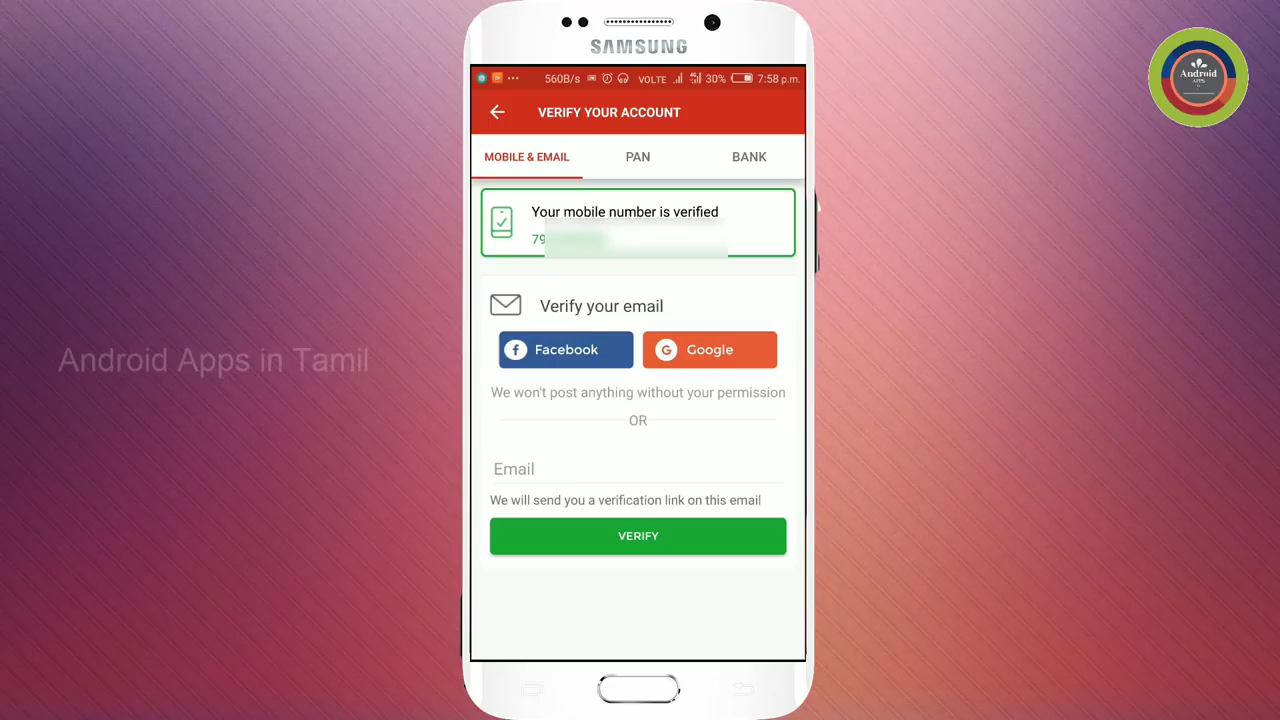 SAMSUNG
560B/s VOLTE 4G 30% 7:58 p.m.
VERIFY YOUR ACCOUNT
MOBILE & EMAIL PAN BANK
Your mobile number is verified
79
Verify your email
f Facebook G Google
We won't post anything without your permission
OR
Email
We will send you a verification link on this email
VERIFY
Android Apps in Tamil
Android
APPS